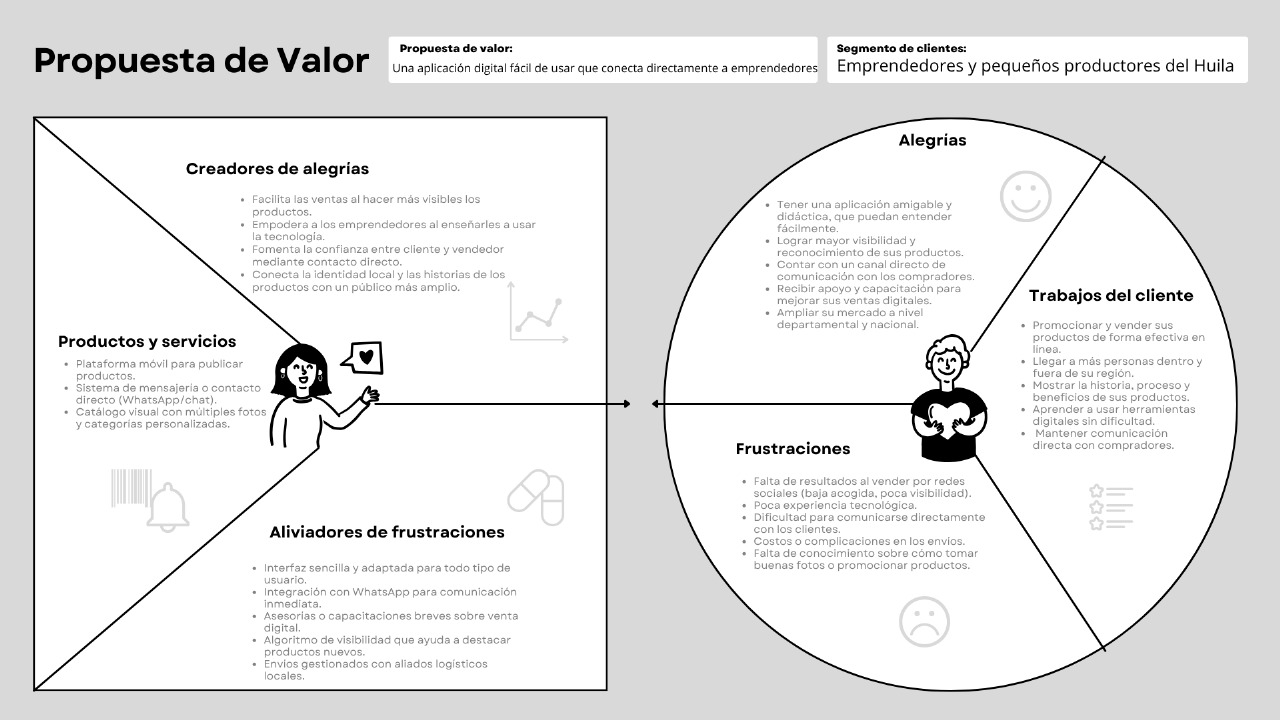 Propuesta de Valor
Propuesta de valor:
Una aplicación digital fácil de usar que conecta directamente a emprendedores
Segmento de clientes:
Emprendedores y pequeños productores del Huila
Creadores de alegrías
Facilita las ventas al hacer más visibles los
productos.
Empodera a los emprendedores al enseñarles a usar
la tecnología.
Fomenta la confianza entre cliente y vendedor
mediante contacto directo.
Conecta la identidad local y las historias de los
productos con un público más amplio.
Productos y servicios
Plataforma móvil para publicar
productos.
Sistema de mensajería o contacto
directo (WhatsApp/chat).
Catálogo visual con múltiples fotos
y categorías personalizadas.
Aliviadores de frustraciones
Interfaz sencilla y adaptada para todo tipo de
usuario.
Integración con WhatsApp para comunicación
inmediata.
Asesorías o capacitaciones breves sobre venta
digital.
Algoritmo de visibilidad que ayuda a destacar
productos nuevos.
Envíos gestionados con aliados logísticos
locales.
Alegrías
Tener una aplicación amigable y
didáctica, que puedan entender
fácilmente.
Lograr mayor visibilidad y
reconocimiento de sus productos.
Contar con un canal directo de
comunicación con los compradores.
Recibir apoyo y capacitación para
mejorar sus ventas digitales.
Ampliar su mercado a nivel
departamental y nacional.
Trabajos del cliente
Promocionar y vender sus
productos de forma efectiva en
línea.
Llegar a más personas dentro y
fuera de su región.
Mostrar la historia, proceso y
beneficios de sus productos.
Aprender a usar herramientas
digitales sin dificultad.
Mantener comunicación
directa con compradores.
Frustraciones
Falta de resultados al vender por redes
sociales (baja acogida, poca visibilidad).
Poca experiencia tecnológica.
Dificultad para comunicarse directamente
con los clientes.
Costos o complicaciones en los envíos.
Falta de conocimiento sobre cómo tomar
buenas fotos o promocionar productos.